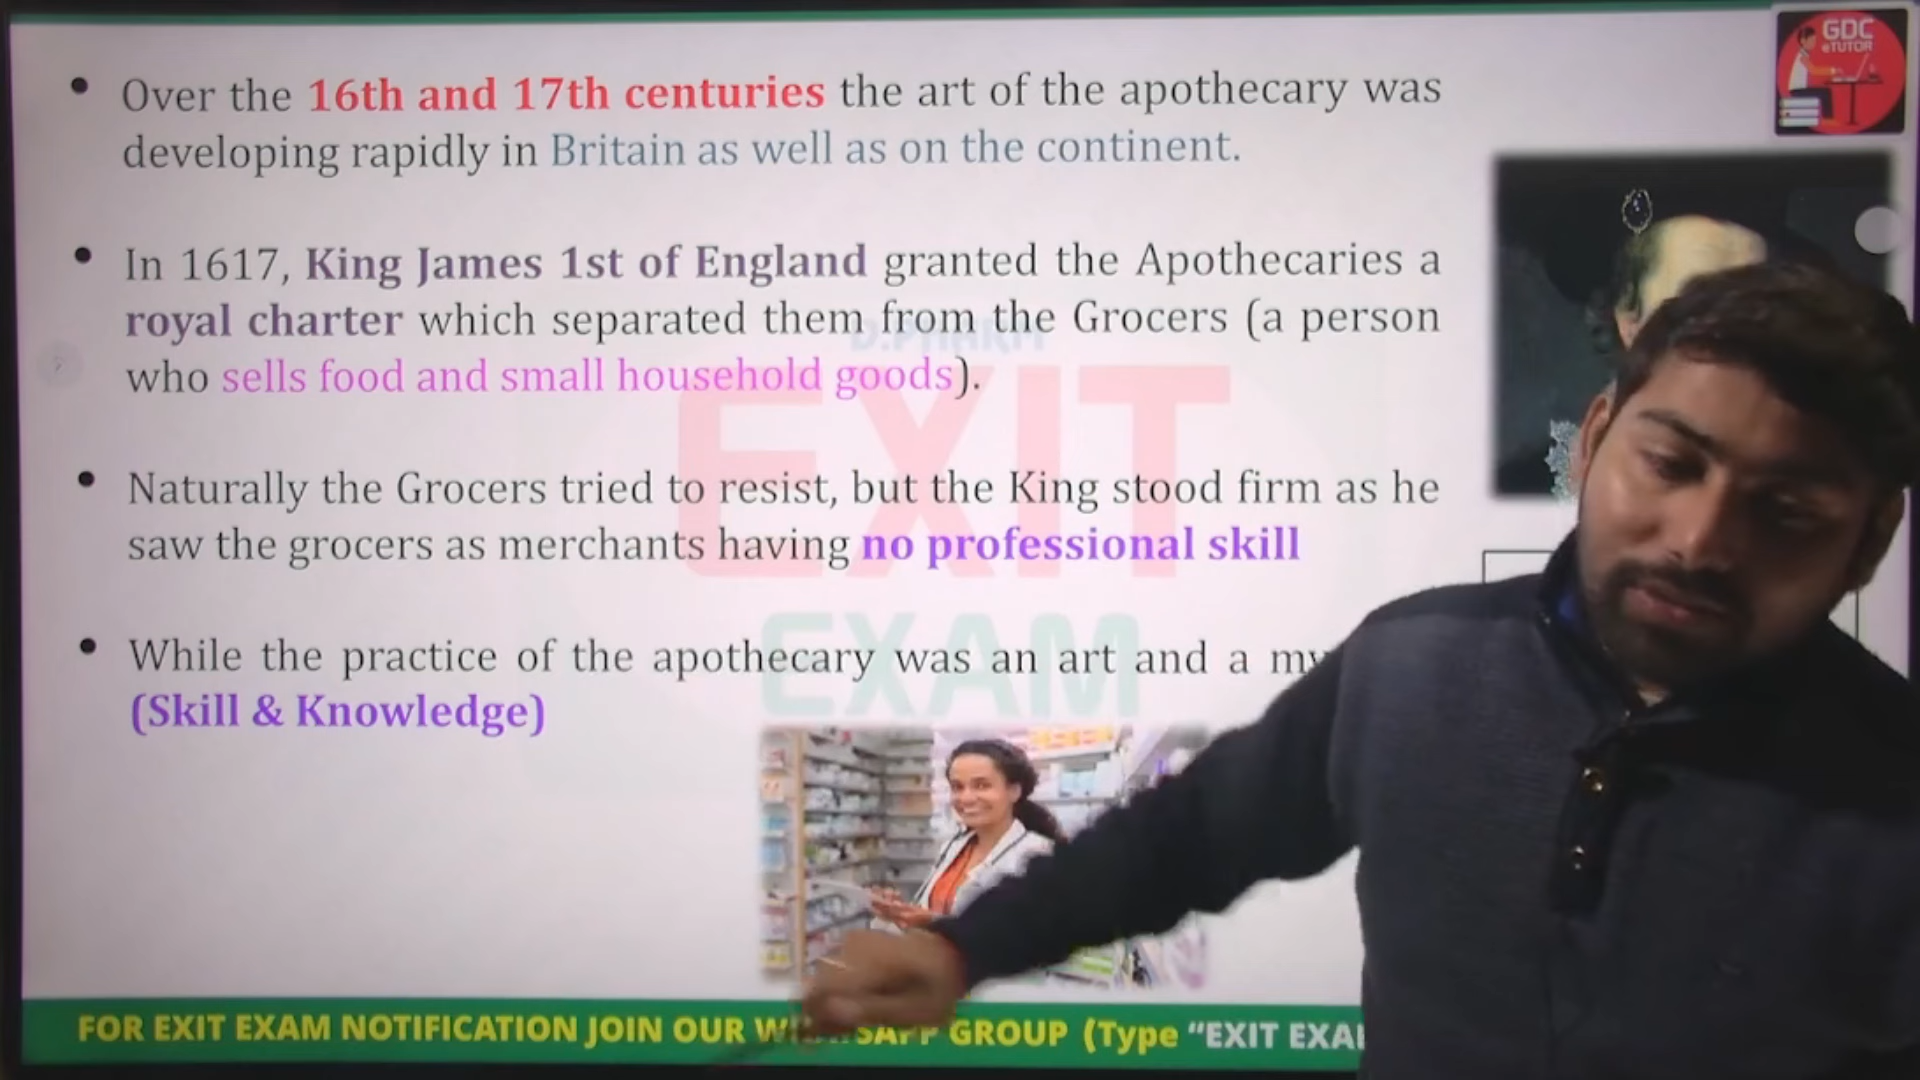 GDC
eTUTOR
• Over the 16th and 17th centuries the art of the apothecary was
developing rapidly in Britain as well as on the continent.
• In 1617, King James 1st of England granted the Apothecaries a
royal charter which separated them from the Grocers (a person
who sells food and small household goods).
• Naturally the Grocers tried to resist, but the King stood firm as he
saw the grocers as merchants having no professional skill
• While the practice of the apothecary was an art and a
(Skill & Knowledge)
D.PHARM
EXIT
EXAM
FOR EXIT EXAM NOTIFICATION JOIN OUR GROUP (Type "EXIT